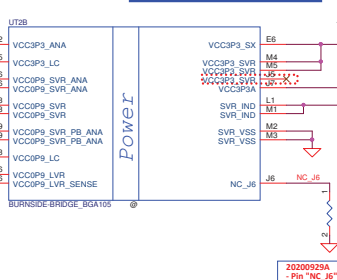 UT2B
VCC3P3_ANA
VCC3P3_SX
E6
VCC3P3_LC
VCC3P3_SVR
M4
VCC3P3_SVR
M5
VCC0P9_SVR_ANA
VCC3P3_SVR
J5
VCC0P9_SVR_ANA
VCC3P3A
VCC0P9_SVR
SVR_IND
L1
VCC0P9_SVR
SVR_IND
M1
VCC0P9_SVR_PB_ANA
SVR_VSS
M2
VCC0P9_SVR_PB_ANA
SVR_VSS
M3
VCC0P9_LC
VCC0P9_LVR
VCC0P9_LVR_SENSE
NC_J6
J6
NC_J6
Power
1
2
BURNSIDE-BRIDGE_BGA105
@
20200929A
- Pin "NC_J6"